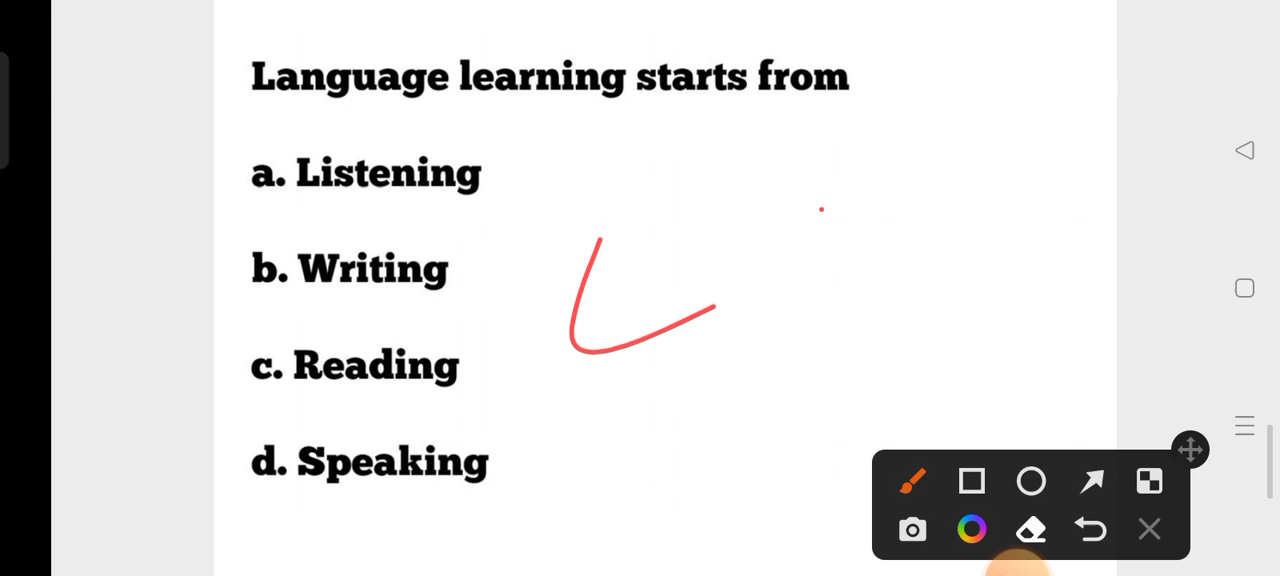 Language learning starts from
a. Listening
b. Writing
c. Reading
d. Speaking